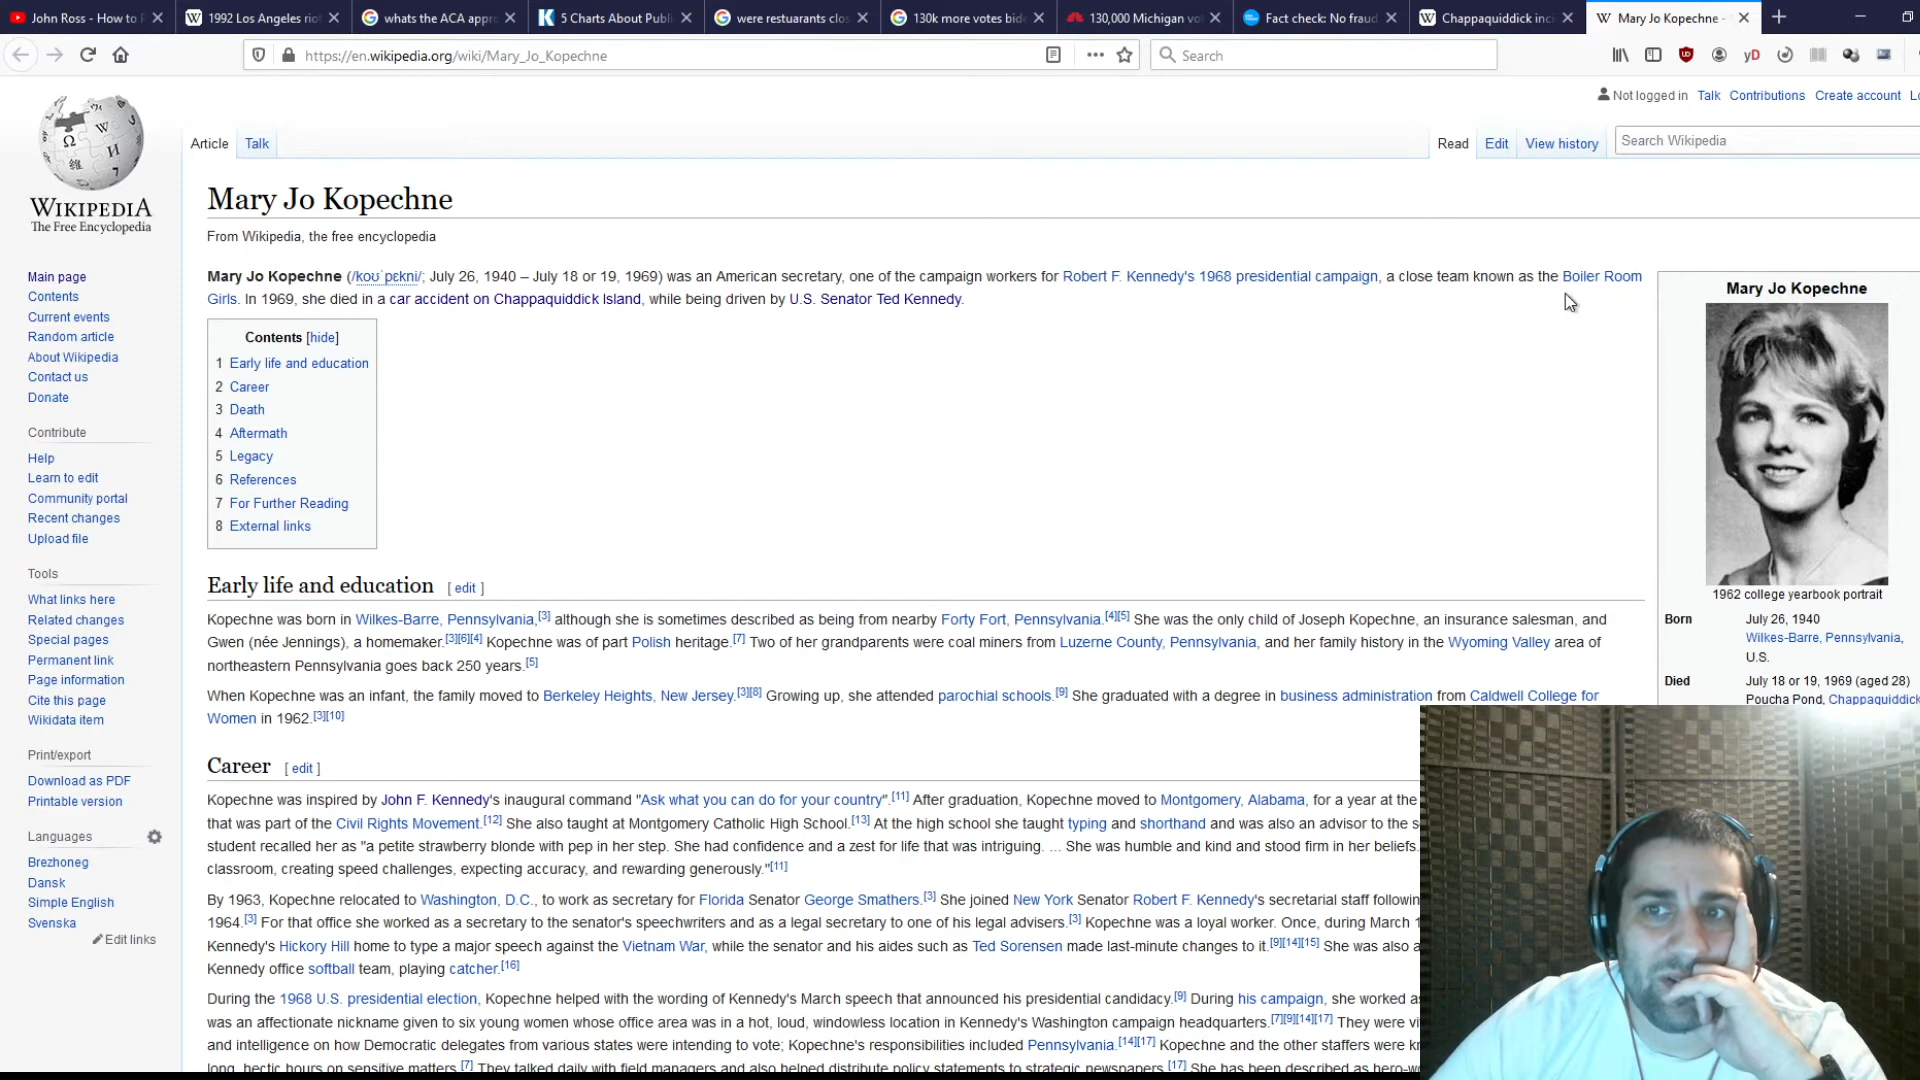 John Ross - How to P
1992 Los Angeles rio
whats the ACA appro
5 Charts About Publi
were restuarants clos
130k more votes bide
130,000 Michigan vot
Fact check: No fraud
Chappaquiddick inci
Mary Jo Kopechne -
https://en.wikipedia.org/wiki/Mary_Jo_Kopechne
Search
Not logged in Talk Contributions Create account Lo
WIKIPEDIA
The Free Encyclopedia
Article Talk
Read Edit View history
Search Wikipedia
Main page
Contents
Current events
Random article
About Wikipedia
Contact us
Donate
Contribute
Help
Learn to edit
Community portal
Recent changes
Upload file
Tools
What links here
Related changes
Special pages
Permanent link
Page information
Cite this page
Wikidata item
Print/export
Download as PDF
Printable version
Languages
Brezhoneg
Dansk
Simple English
Svenska
Edit links
Mary Jo Kopechne
From Wikipedia, the free encyclopedia
Mary Jo Kopechne (/koʊˈpɛkni/; July 26, 1940 – July 18 or 19, 1969) was an American secretary, one of the campaign workers for Robert F. Kennedy's 1968 presidential campaign, a close team known as the Boiler Room
Girls. In 1969, she died in a car accident on Chappaquiddick Island, while being driven by U.S. Senator Ted Kennedy.
Contents [hide]
1 Early life and education
2 Career
3 Death
4 Aftermath
5 Legacy
6 References
7 For Further Reading
8 External links
Mary Jo Kopechne
1962 college yearbook portrait
Born July 26, 1940
Wilkes-Barre, Pennsylvania,
U.S.
Died July 18 or 19, 1969 (aged 28)
Poucha Pond, Chappaquiddick
Early life and education [ edit ]
Kopechne was born in Wilkes-Barre, Pennsylvania,[3] although she is sometimes described as being from nearby Forty Fort, Pennsylvania.[4][5] She was the only child of Joseph Kopechne, an insurance salesman, and
Gwen (née Jennings), a homemaker.[3][6][4] Kopechne was of part Polish heritage.[7] Two of her grandparents were coal miners from Luzerne County, Pennsylvania, and her family history in the Wyoming Valley area of
northeastern Pennsylvania goes back 250 years.[5]
When Kopechne was an infant, the family moved to Berkeley Heights, New Jersey.[3][8] Growing up, she attended parochial schools.[9] She graduated with a degree in business administration from Caldwell College for
Women in 1962.[3][10]
Career [ edit ]
Kopechne was inspired by John F. Kennedy's inaugural command "Ask what you can do for your country".[11] After graduation, Kopechne moved to Montgomery, Alabama, for a year at the
that was part of the Civil Rights Movement.[12] She also taught at Montgomery Catholic High School.[13] At the high school she taught typing and shorthand and was also an advisor to the s
student recalled her as "a petite strawberry blonde with pep in her step. She had confidence and a zest for life that was intriguing. ... She was humble and kind and stood firm in her beliefs.
classroom, creating speed challenges, expecting accuracy, and rewarding generously."[11]
By 1963, Kopechne relocated to Washington, D.C., to work as secretary for Florida Senator George Smathers.[3] She joined New York Senator Robert F. Kennedy's secretarial staff following
1964.[3] For that office she worked as a secretary to the senator's speechwriters and as a legal secretary to one of his legal advisers.[3] Kopechne was a loyal worker. Once, during March 1
Kennedy's Hickory Hill home to type a major speech against the Vietnam War, while the senator and his aides such as Ted Sorensen made last-minute changes to it.[9][14][15] She was also a
Kennedy office softball team, playing catcher.[16]
During the 1968 U.S. presidential election, Kopechne helped with the wording of Kennedy's March speech that announced his presidential candidacy.[9] During his campaign, she worked as
was an affectionate nickname given to six young women whose office area was in a hot, loud, windowless location in Kennedy's Washington campaign headquarters.[7][9][14][17] They were vi
and intelligence on how Democratic delegates from various states were intending to vote; Kopechne's responsibilities included Pennsylvania.[14][17] Kopechne and the other staffers were kn
long, hectic hours on sensitive matters.[7] They talked daily with field managers and also helped distribute policy statements to strategic newspapers.[17] She has been described as hero-w